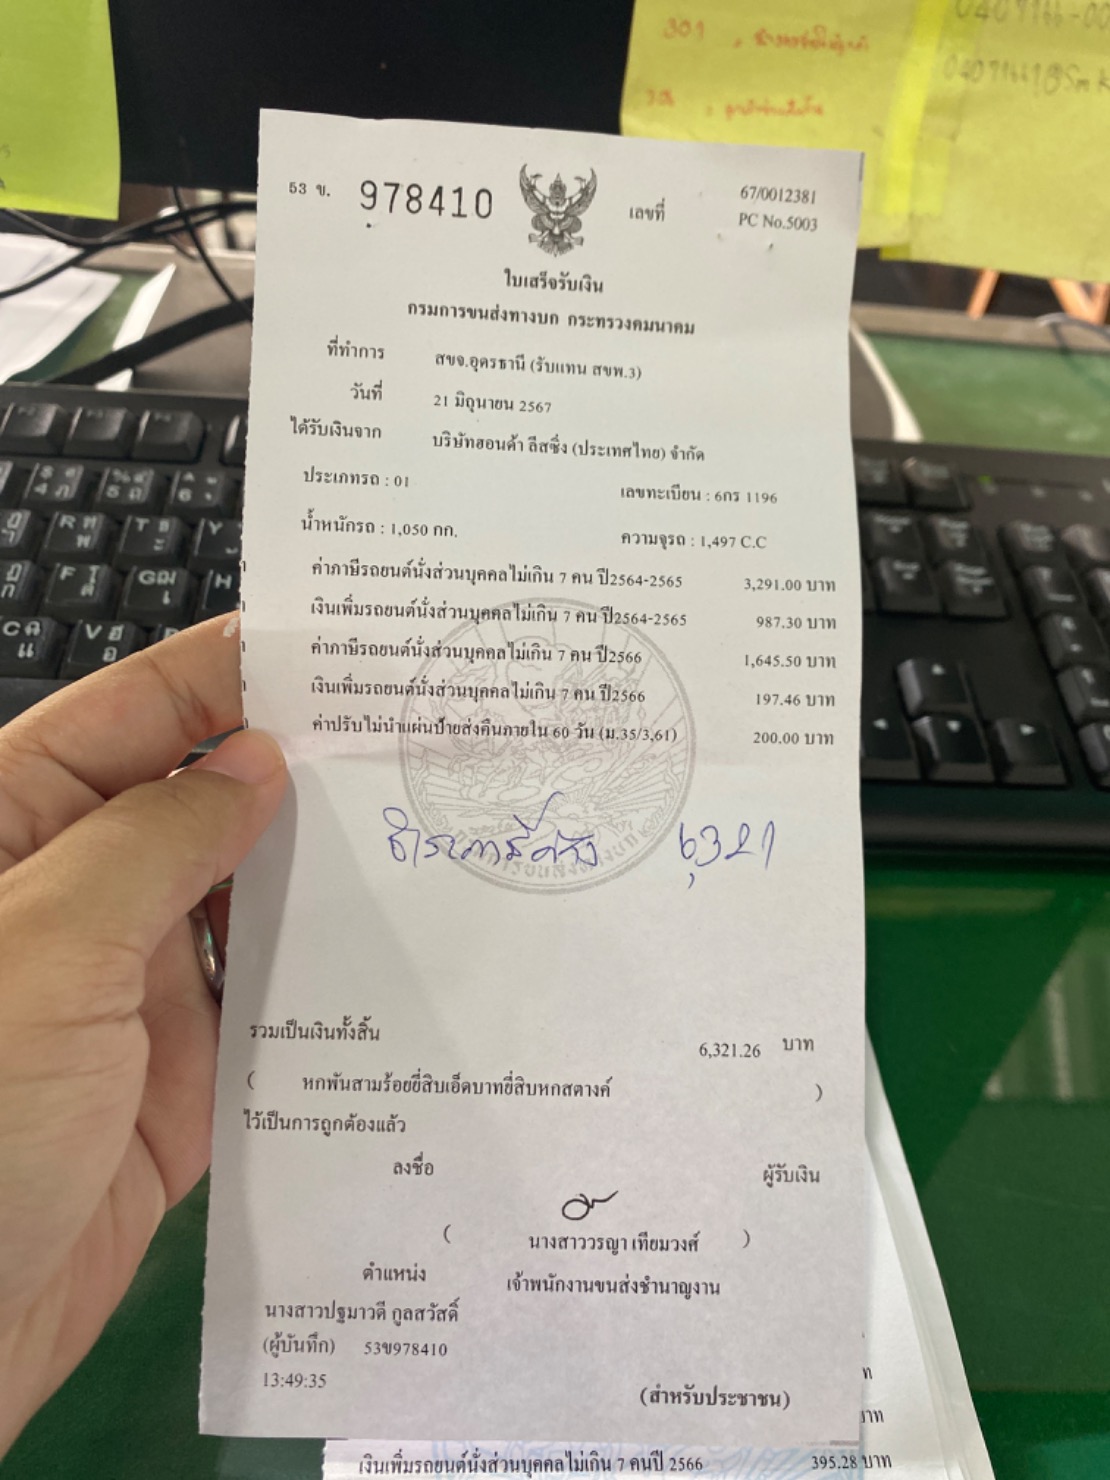 301
0407166-00
53 ข. 978410
เลขที่ 67/0012381
PC No.5003
ใบเสร็จรับเงิน
กรมการขนส่งทางบก กระทรวงคมนาคม
ที่ทำการ สขจ.อุดรธานี (รับแทน สขพ.3)
วันที่ 21 มิถุนายน 2567
ได้รับเงินจาก บริษัทฮอนด้า ลีสซิ่ง (ประเทศไทย) จำกัด
ประเภทรถ : 01 เลขทะเบียน : 6กร 1196
น้ำหนักรถ : 1,050 กก. ความจุรถ : 1,497 C.C
ค่าภาษีรถยนต์นั่งส่วนบุคคลไม่เกิน 7 คน ปี2564-2565 3,291.00 บาท
เงินเพิ่มรถยนต์นั่งส่วนบุคคลไม่เกิน 7 คน ปี2564-2565 987.30 บาท
ค่าภาษีรถยนต์นั่งส่วนบุคคลไม่เกิน 7 คน ปี2566 1,645.50 บาท
เงินเพิ่มรถยนต์นั่งส่วนบุคคลไม่เกิน 7 คน ปี2566 197.46 บาท
ค่าปรับไม่นำแผ่นป้ายส่งคืนภายใน 60 วัน (ม.35/3,61) 200.00 บาท
ชำระภาษีครั้ง 6,321
รวมเป็นเงินทั้งสิ้น 6,321.26 บาท
( หกพันสามร้อยยี่สิบเอ็ดบาทยี่สิบหกสตางค์ )
ไว้เป็นการถูกต้องแล้ว
ลงชื่อ ผู้รับเงิน
( นางสาววรญา เทียมวงศ์ )
ตำแหน่ง เจ้าพนักงานขนส่งชำนาญงาน
นางสาวปฐมาวดี กูลสวัสดิ์
(ผู้บันทึก) 53ข978410
13:49:35
(สำหรับประชาชน)
เงินเพิ่มรถยนต์นั่งส่วนบุคคลไม่เกิน 7 คนปี 2566 395.28 บาท